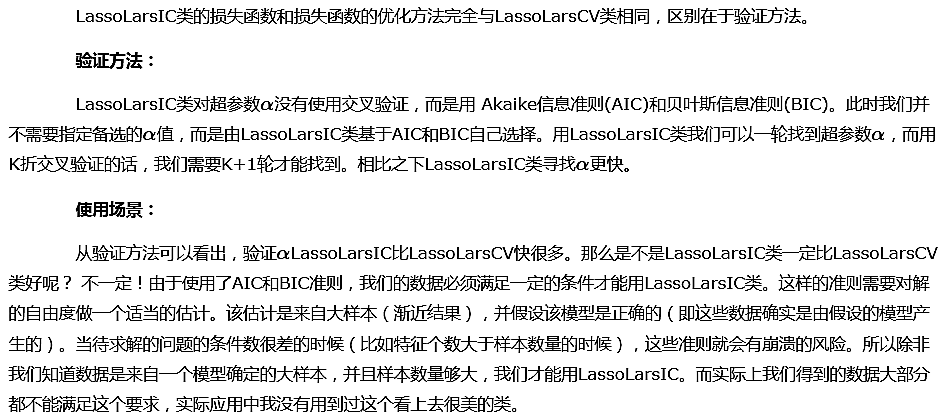 LassoLarsIC类的损失函数和损失函数的优化方法完全与LassoLarsCV类相同，区别在于验证方法。
验证方法：
LassoLarsIC类对超参数α没有使用交叉验证，而是用 Akaike信息准则(AIC)和贝叶斯信息准则(BIC)。此时我们并
不需要指定备选的α值，而是由LassoLarsIC类基于AIC和BIC自己选择。用LassoLarsIC类我们可以一轮找到超参数α，而用
K折交叉验证的话，我们需要K+1轮才能找到。相比之下LassoLarsIC类寻找α更快。
使用场景：
从验证方法可以看出，验证αLassoLarsIC比LassoLarsCV快很多。那么是不是LassoLarsIC类一定比LassoLarsCV
类好呢？ 不一定！由于使用了AIC和BIC准则，我们的数据必须满足一定的条件才能用LassoLarsIC类。这样的准则需要对解
的自由度做一个适当的估计。该估计是来自大样本（渐近结果），并假设该模型是正确的（即这些数据确实是由假设的模型产
生的）。当待求解的问题的条件数很差的时候（比如特征个数大于样本数量的时候），这些准则就会有崩溃的风险。所以除非
我们知道数据是来自一个模型确定的大样本，并且样本数量够大，我们才能用LassoLarsIC。而实际上我们得到的数据大部分
都不能满足这个要求，实际应用中我没有用到过这个看上去很美的类。